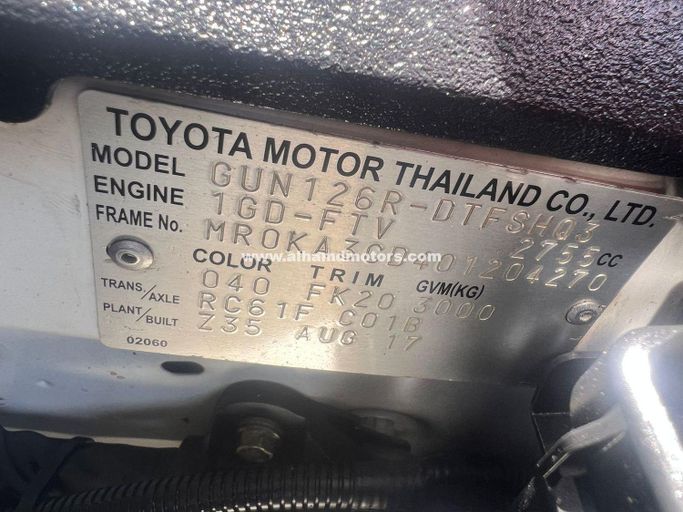 TOYOTA MOTOR THAILAND CO., LTD.
MODEL GUN126R-DTFSHQ3
ENGINE 1GD-FTV 2755 CC
FRAME No. MR0KA3CD401204270
www.alhamdmotors.com
COLOR TRIM GVM(KG)
040 FK20 3000
TRANS./AXLE RC61F C01B
PLANT/BUILT Z35 AUG 17
02060